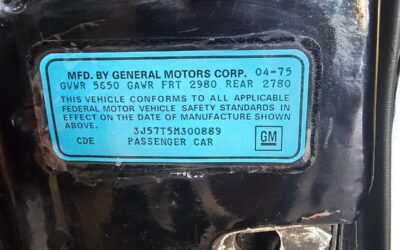 MFD. BY GENERAL MOTORS CORP. 04-75
GVWR 5650 GAWR FRT 2980 REAR 2780
THIS VEHICLE CONFORMS TO ALL APPLICABLE
FEDERAL MOTOR VEHICLE SAFETY STANDARDS IN
EFFECT ON THE DATE OF MANUFACTURE SHOWN
ABOVE.
3J57T5M300889
CDE PASSENGER CAR GM